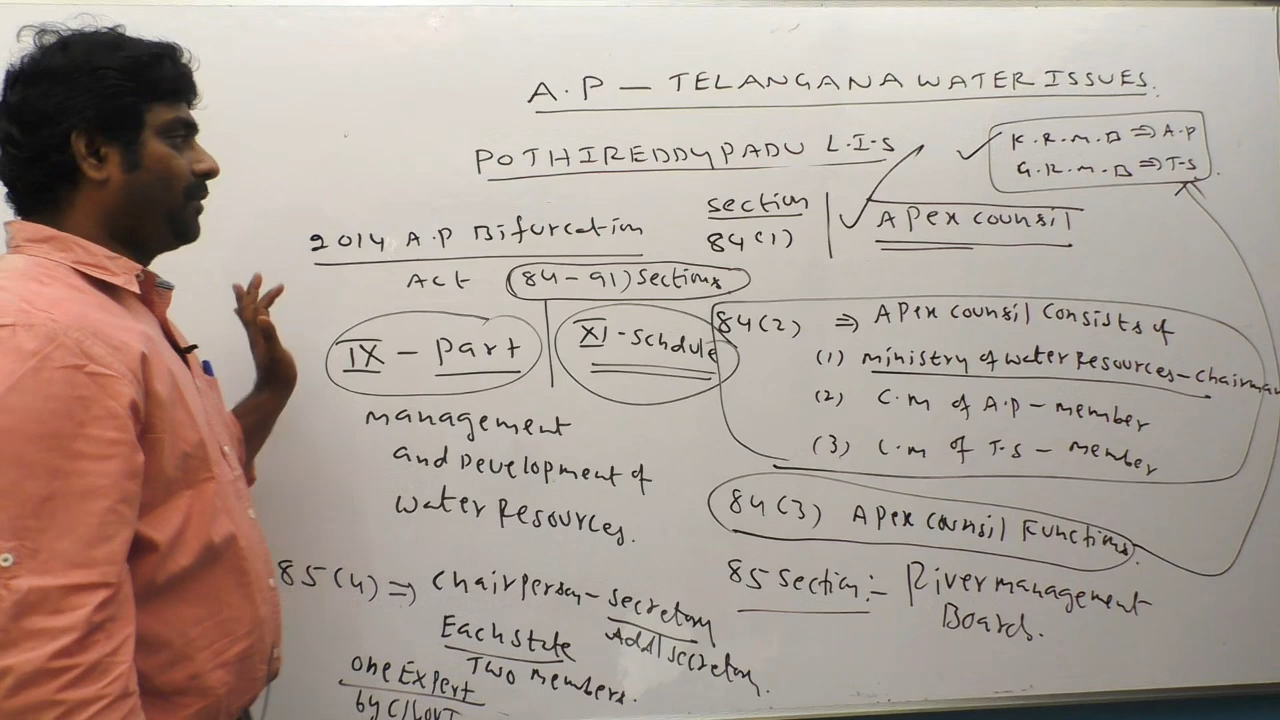 A.P — TELANGANA WATER ISSUES.
POTHIREDDYPADU L.I.S
K.R.M.B ⇒ A.P
G.R.M.B ⇒ T.S
2014 A.P Bifurcation
Act (84-91) Sections
IX - Part
XI - Schdule
management
and Development of
water Resources.
section
84(1)
Apex counsil
84(2) ⇒ Apex counsil consists of
(1) ministry of water Resources - Chairman
(2) C.M of A.P - member
(3) C.M of T.S - member
84(3) Apex counsil Functions.
85 section:- River management
Boards.
85(4) ⇒ Chairperson - secretary
Addl secretary.
Each state
Two members.
one Expert
by C/Govt